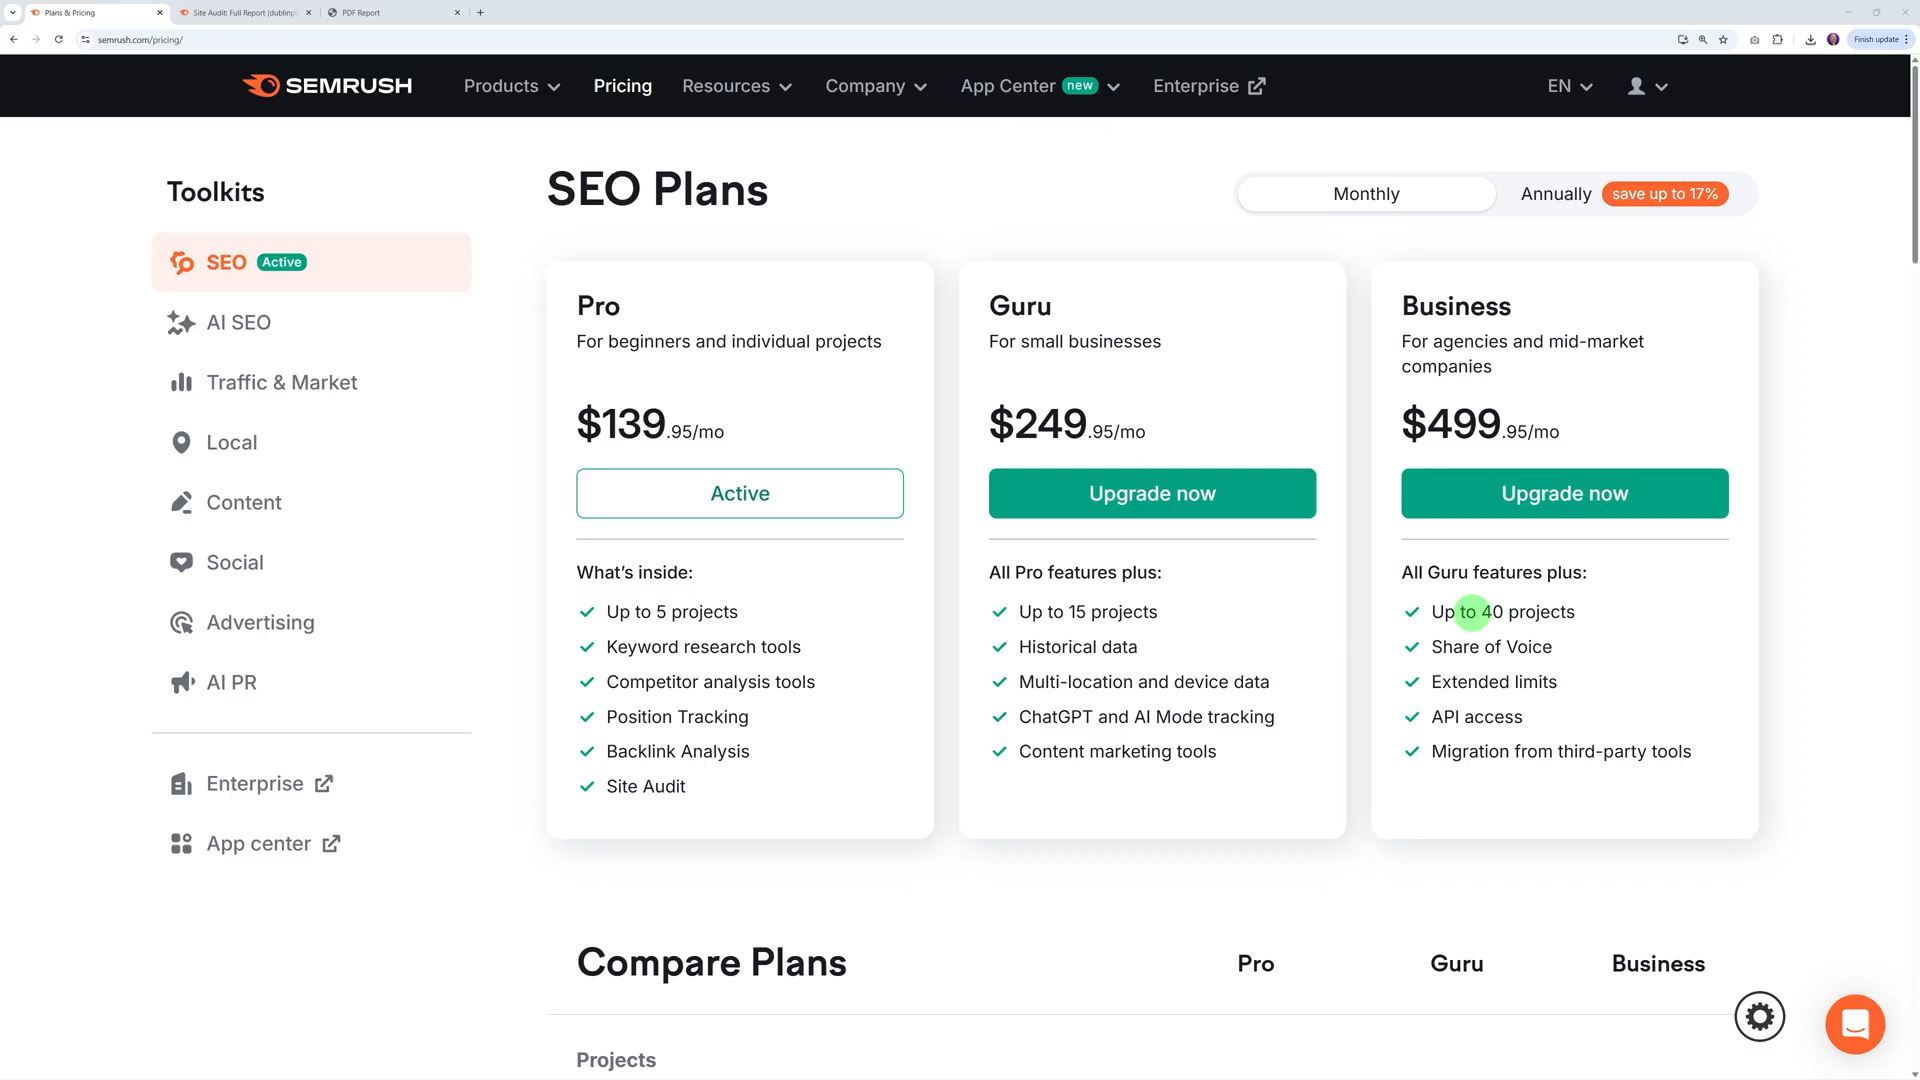 Plans & Pricing
Site Audit: Full Report (dublinp
PDF Report
semrush.com/pricing/
Finish update
SEMRUSH
Products
Pricing
Resources
Company
App Center new
Enterprise
EN
Toolkits
SEO Active
AI SEO
Traffic & Market
Local
Content
Social
Advertising
AI PR
Enterprise
App center
SEO Plans
Monthly
Annually save up to 17%
Pro
For beginners and individual projects
$139.95/mo
Active
What's inside:
Up to 5 projects
Keyword research tools
Competitor analysis tools
Position Tracking
Backlink Analysis
Site Audit
Guru
For small businesses
$249.95/mo
Upgrade now
All Pro features plus:
Up to 15 projects
Historical data
Multi-location and device data
ChatGPT and AI Mode tracking
Content marketing tools
Business
For agencies and mid-market
companies
$499.95/mo
Upgrade now
All Guru features plus:
Up to 40 projects
Share of Voice
Extended limits
API access
Migration from third-party tools
Compare Plans
Pro
Guru
Business
Projects